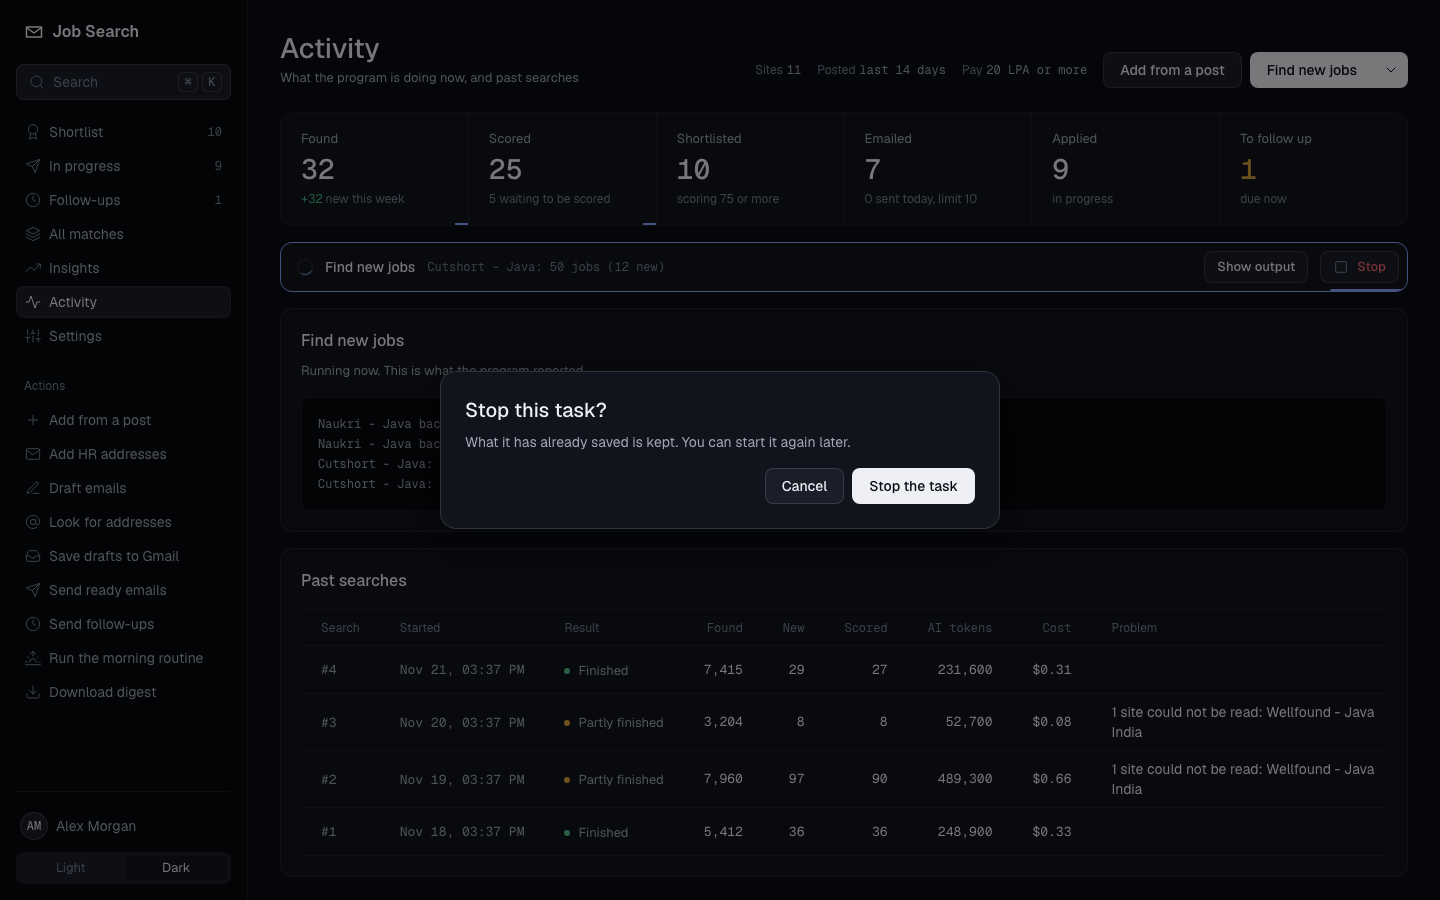 Job Search
Search ⌘ K
Shortlist 10
In progress 9
Follow-ups 1
All matches
Insights
Activity
Settings
Actions
Add from a post
Add HR addresses
Draft emails
Look for addresses
Save drafts to Gmail
Send ready emails
Send follow-ups
Run the morning routine
Download digest
AM Alex Morgan
Light Dark
Activity
What the program is doing now, and past searches
Sites 11 Posted last 14 days Pay 20 LPA or more
Add from a post
Find new jobs
Found
32
+32 new this week
Scored
25
5 waiting to be scored
Shortlisted
10
scoring 75 or more
Emailed
7
0 sent today, limit 10
Applied
9
in progress
To follow up
1
due now
Find new jobs Cutshort - Java: 50 jobs (12 new) Show output Stop
Find new jobs
Running now. This is what the program reported.
Naukri - Java bac
Naukri - Java bac
Cutshort - Java:
Cutshort - Java:
Stop this task?
What it has already saved is kept. You can start it again later.
Cancel Stop the task
Past searches
Search Started Result Found New Scored AI tokens Cost Problem
#4 Nov 21, 03:37 PM Finished 7,415 29 27 231,600 $0.31
#3 Nov 20, 03:37 PM Partly finished 3,204 8 8 52,700 $0.08 1 site could not be read: Wellfound - Java
India
#2 Nov 19, 03:37 PM Partly finished 7,960 97 90 489,300 $0.66 1 site could not be read: Wellfound - Java
India
#1 Nov 18, 03:37 PM Finished 5,412 36 36 248,900 $0.33